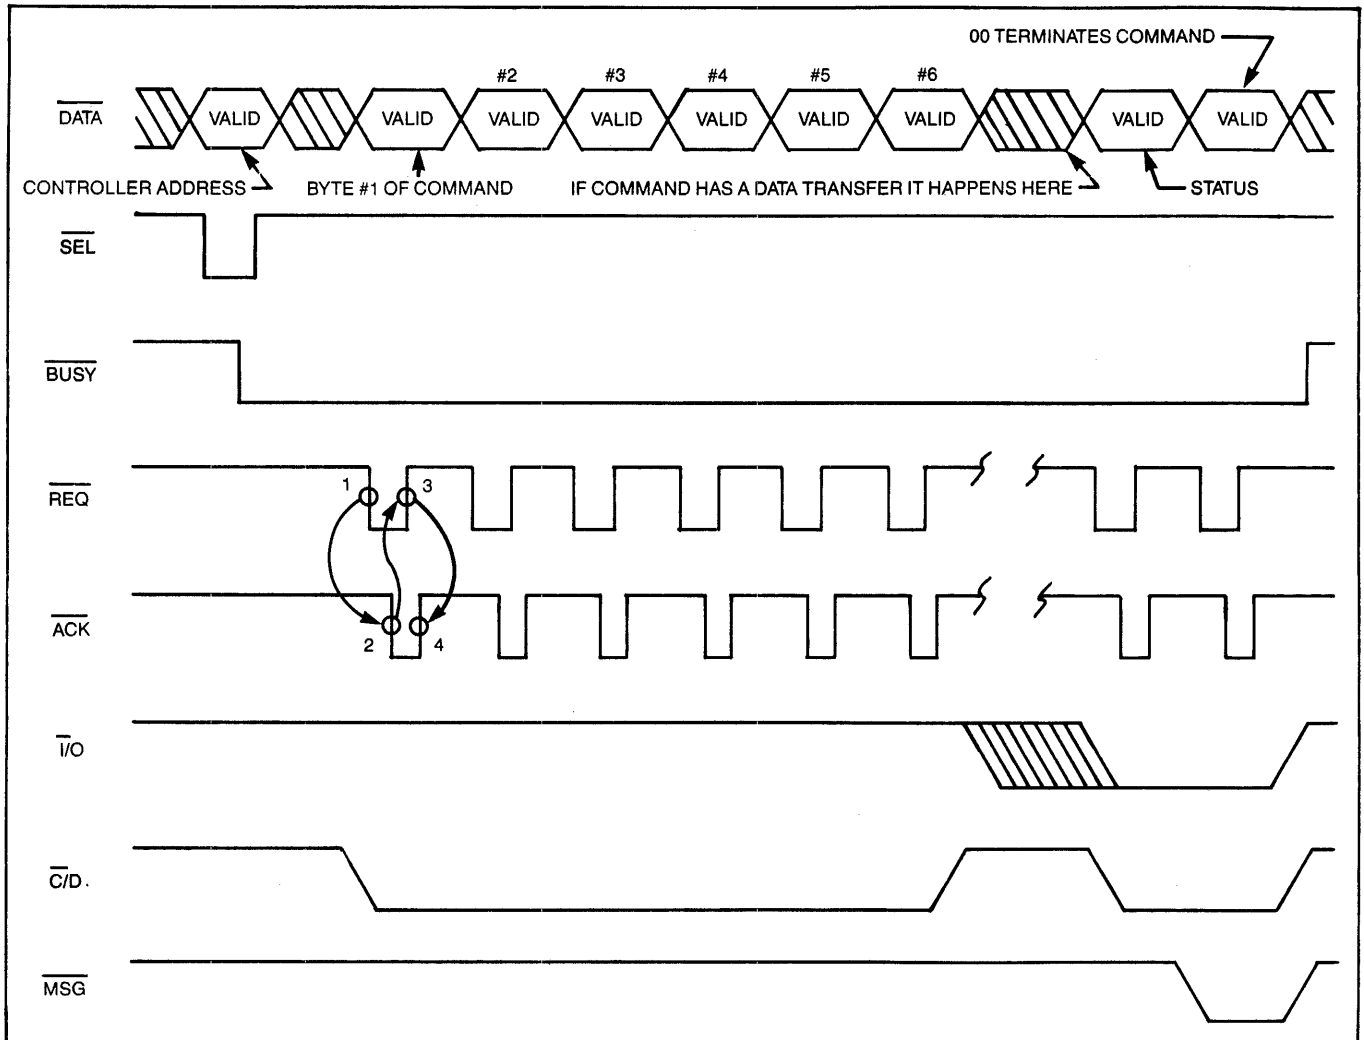 00 TERMINATES COMMAND
#2 #3 #4 #5 #6
DATA VALID VALID VALID VALID VALID VALID VALID VALID VALID
CONTROLLER ADDRESS BYTE #1 OF COMMAND IF COMMAND HAS A DATA TRANSFER IT HAPPENS HERE STATUS
SEL
BUSY
REQ 1 3
ACK 2 4
I/O
C/D
MSG